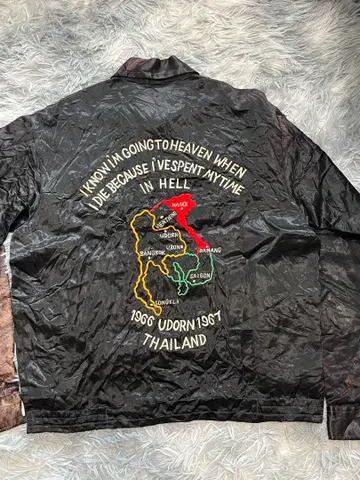 I KNOW I'M GOING TO HEAVEN WHEN
I DIE BECAUSE I'VE SPENT MY TIME
IN HELL
HANOI
VIENTIANE
UDORN
UBON
DANANG
BANGKOK
SAIGON
SONGKLA
1966 UDORN 1967
THAILAND